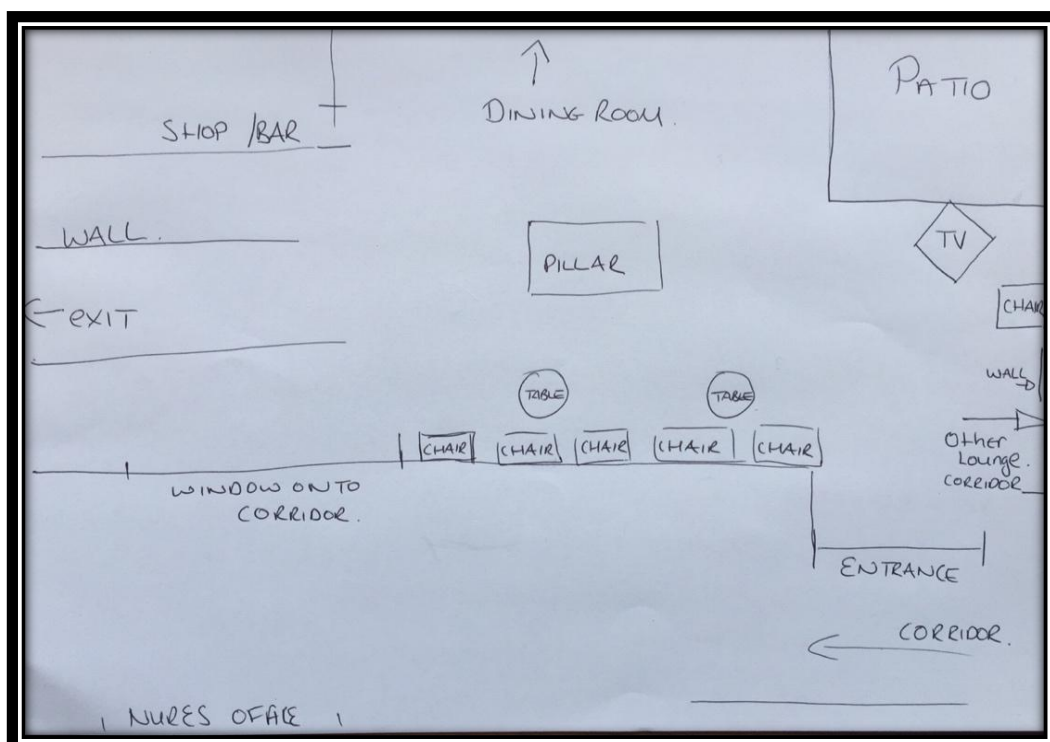 PATIO
DINING ROOM.
SHOP /BAR
WALL.
TV
PILLAR
CHAIR
EXIT
WALL
TABLE
TABLE
Other
Lounge.
CORRIDOR
CHAIR
CHAIR
CHAIR
CHAIR
CHAIR
WINDOW ONTO
CORRIDOR.
ENTRANCE
CORRIDOR.
NURES OFFICE